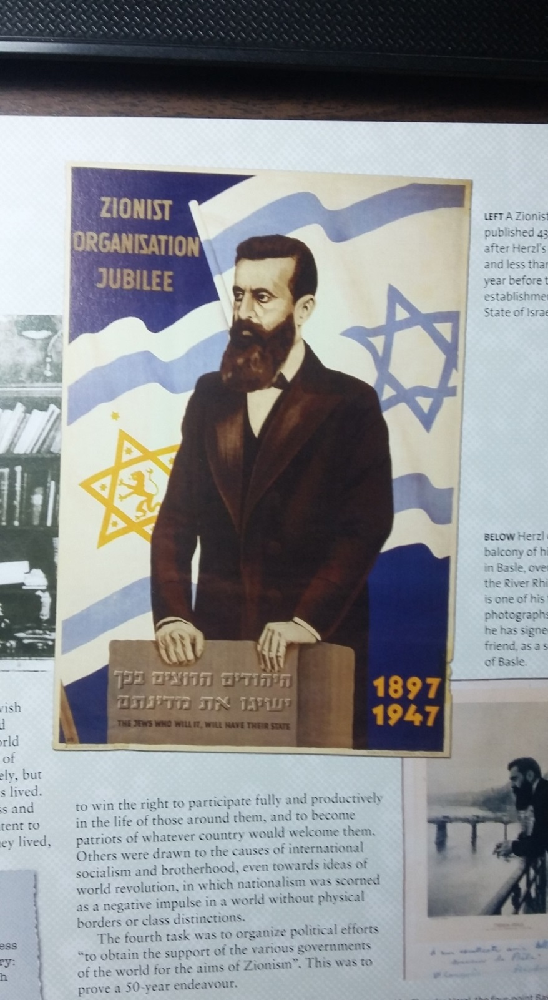 ZIONIST
ORGANISATION
JUBILEE
היהודים הרוצים בכך
ישיגו את מדינתם
THE JEWS WHO WILL IT, WILL HAVE THEIR STATE
1897
1947
LEFT A Zionist
published 43
after Herzl's
and less than
year before t
establishme
State of Israe
BELOW Herzl
balcony of hi
in Basle, over
the River Rhi
is one of his
photographs
he has signe
friend, as a s
of Basle.
vish
d
orld
of
ely, but
s lived.
ss and
tent to
ey lived,
ess
ry:
h
to win the right to participate fully and productively
in the life of those around them, and to become
patriots of whatever country would welcome them.
Others were drawn to the causes of international
socialism and brotherhood, even towards ideas of
world revolution, in which nationalism was scorned
as a negative impulse in a world without physical
borders or class distinctions.
The fourth task was to organize political efforts
“to obtain the support of the various governments
of the world for the aims of Zionism”. This was to
prove a 50-year endeavour.